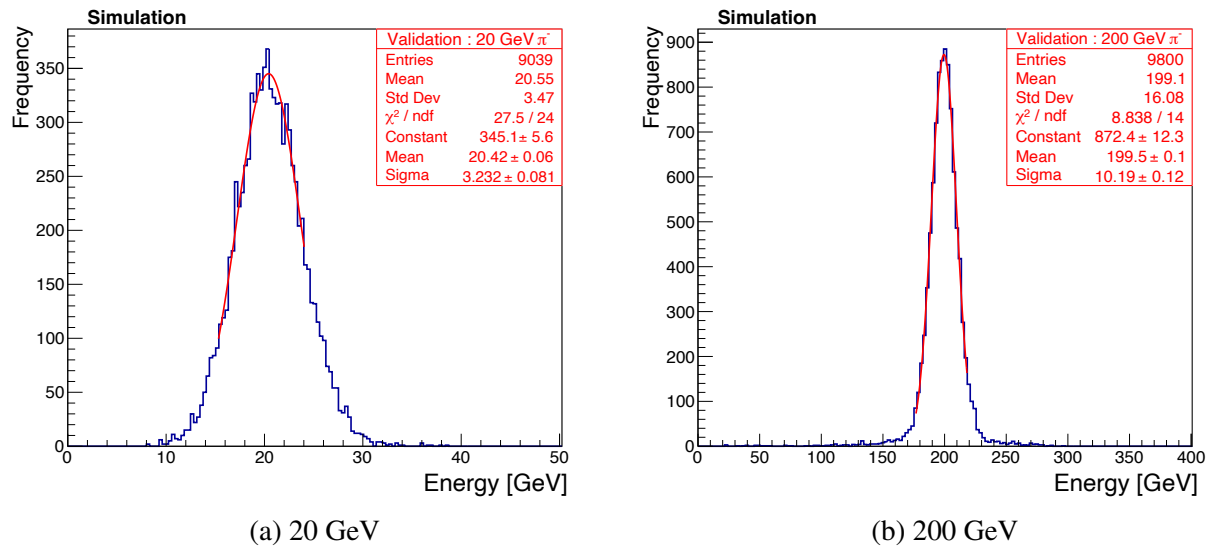 Simulation
Frequency
350
300
250
200
150
100
50
0
0 10 20 30 40 50
Energy [GeV]
Validation : 20 GeV π⁻
Entries 9039
Mean 20.55
Std Dev 3.47
χ² / ndf 27.5 / 24
Constant 345.1 ± 5.6
Mean 20.42 ± 0.06
Sigma 3.232 ± 0.081
(a) 20 GeV
Simulation
Frequency
900
800
700
600
500
400
300
200
100
0
0 50 100 150 200 250 300 350 400
Energy [GeV]
Validation : 200 GeV π⁻
Entries 9800
Mean 199.1
Std Dev 16.08
χ² / ndf 8.838 / 14
Constant 872.4 ± 12.3
Mean 199.5 ± 0.1
Sigma 10.19 ± 0.12
(b) 200 GeV